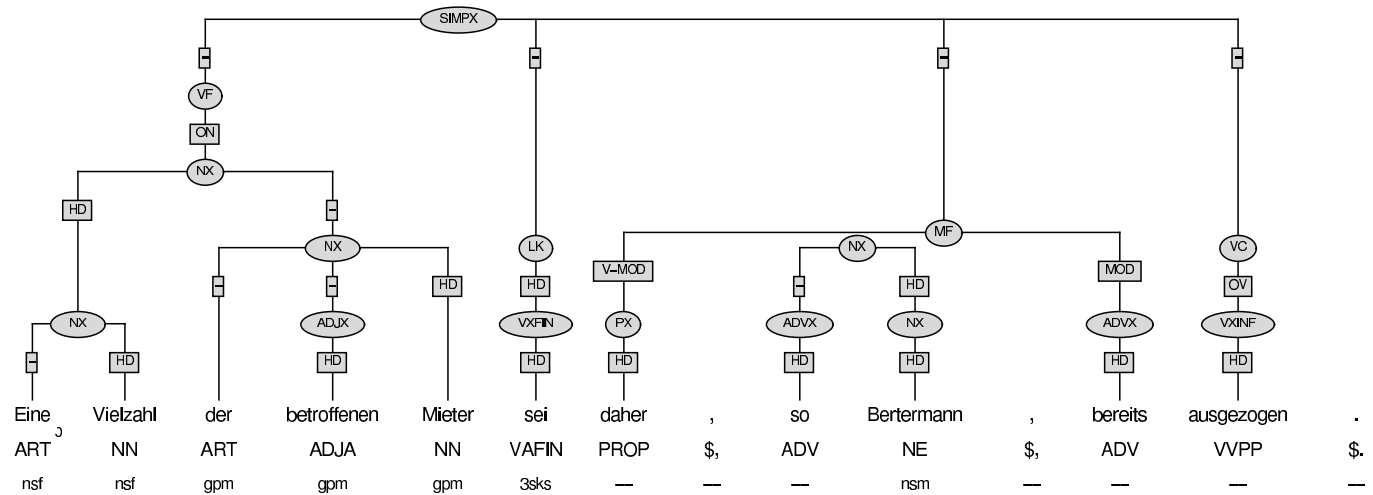 SIMPX
– – – –
VF
ON
NX
HD –
NX LK NX MF VC
– – HD HD V–MOD – HD MOD OV
NX ADJX VXFIN PX ADVX NX ADVX VXINF
– HD HD HD HD HD HD HD HD
Eine Vielzahl der betroffenen Mieter sei daher , so Bertermann , bereits ausgezogen .
ART NN ART ADJA NN VAFIN PROP $, ADV NE $, ADV VVPP $.
nsf nsf gpm gpm gpm 3sks –– –– –– nsm –– –– –– ––